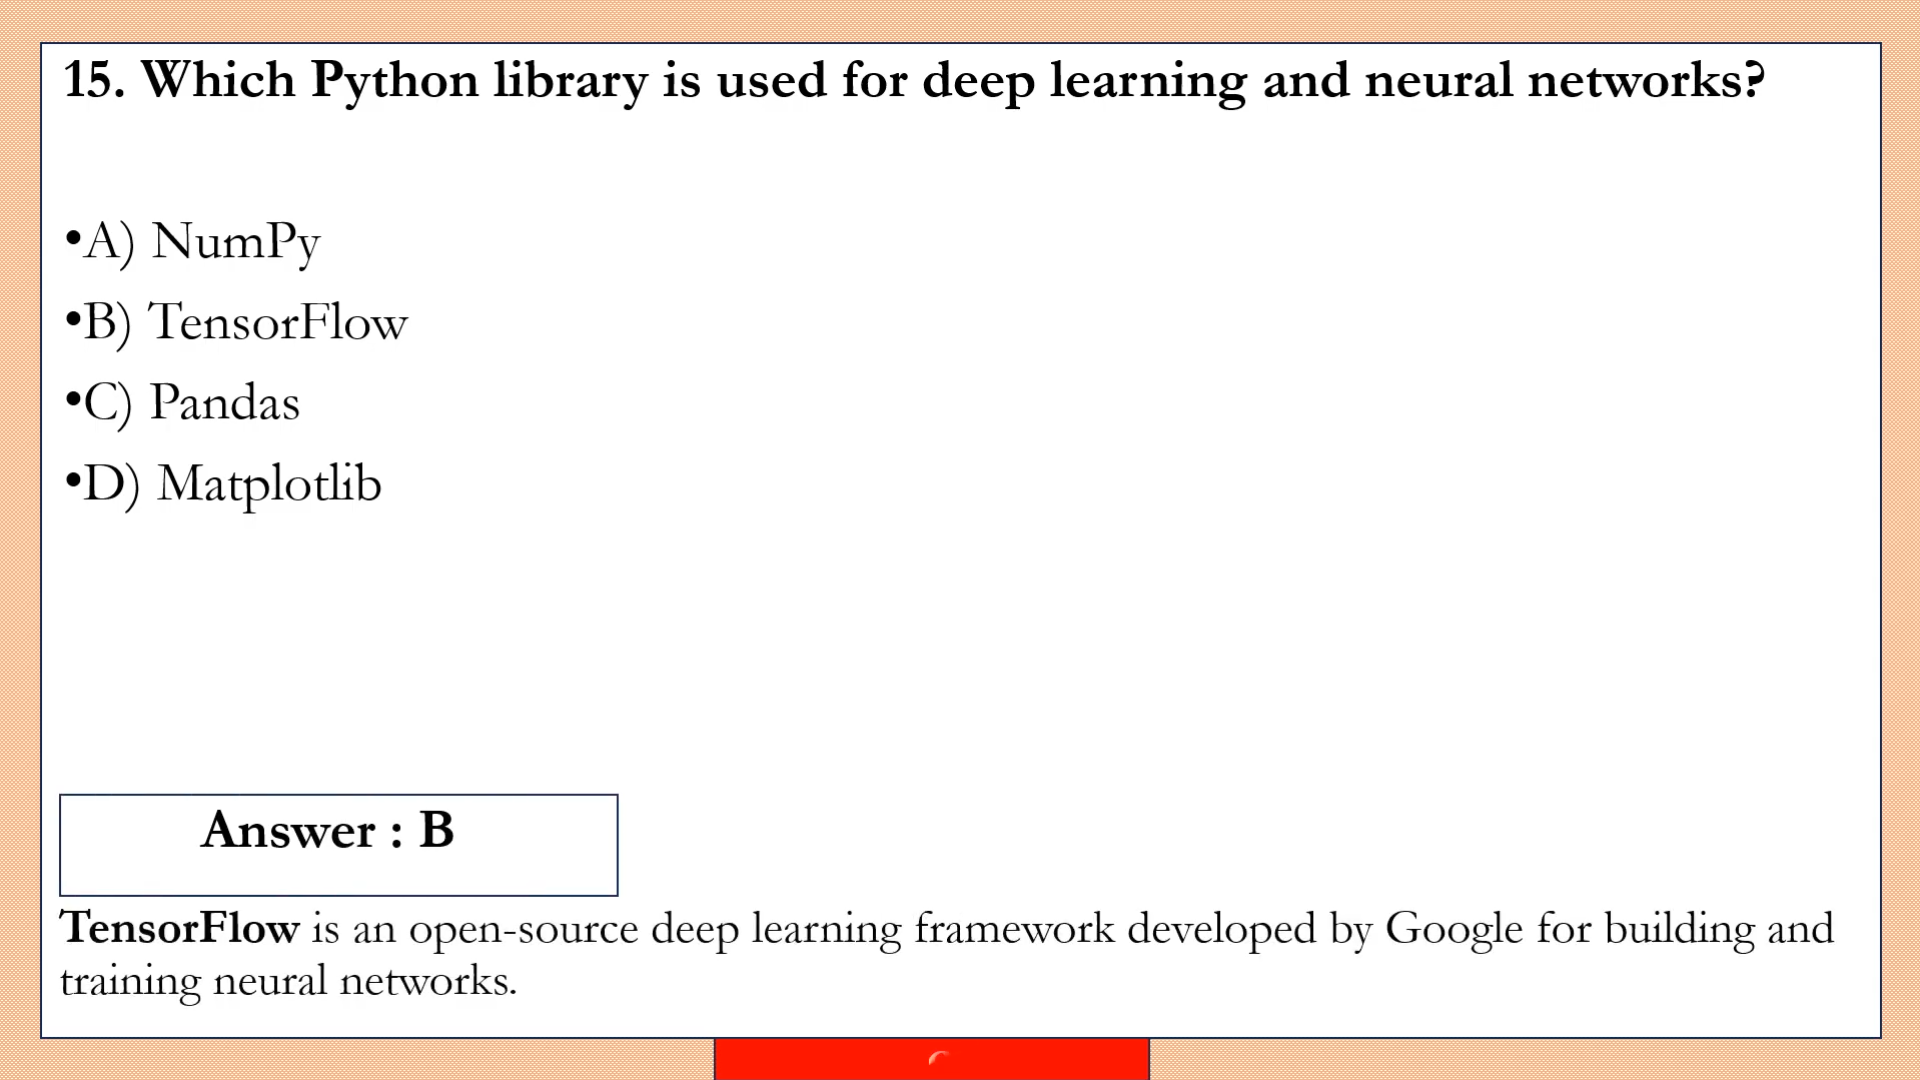 15. Which Python library is used for deep learning and neural networks?
•A) NumPy
•B) TensorFlow
•C) Pandas
•D) Matplotlib
Answer : B
TensorFlow is an open-source deep learning framework developed by Google for building and
training neural networks.